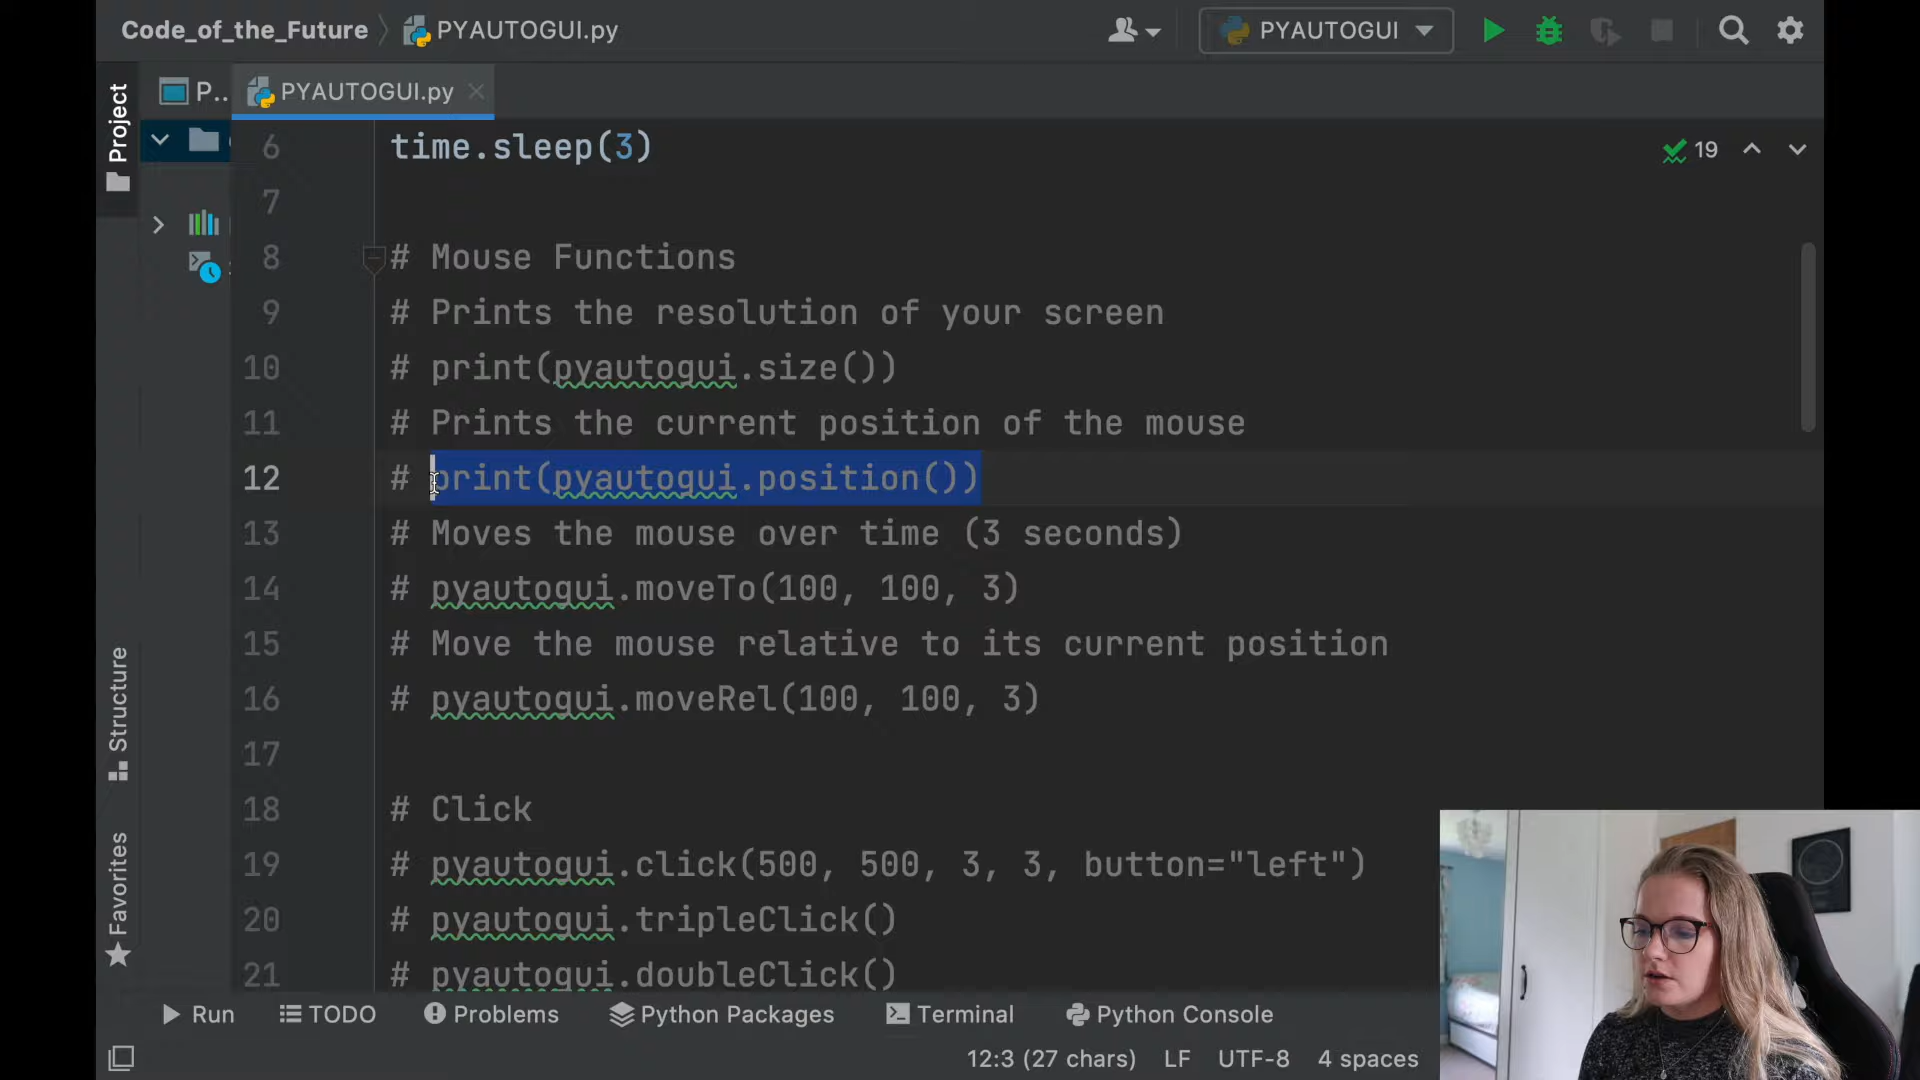 Code_of_the_Future
PYAUTOGUI.py
PYAUTOGUI
Project
P..
PYAUTOGUI.py
19
6 time.sleep(3)
7
8 # Mouse Functions
9 # Prints the resolution of your screen
10 # print(pyautogui.size())
11 # Prints the current position of the mouse
12 # print(pyautogui.position())
13 # Moves the mouse over time (3 seconds)
14 # pyautogui.moveTo(100, 100, 3)
15 # Move the mouse relative to its current position
16 # pyautogui.moveRel(100, 100, 3)
17
18 # Click
19 # pyautogui.click(500, 500, 3, 3, button="left")
20 # pyautogui.tripleClick()
21 # pyautogui.doubleClick()
Structure
Favorites
Run TODO Problems Python Packages Terminal Python Console
12:3 (27 chars) LF UTF-8 4 spaces